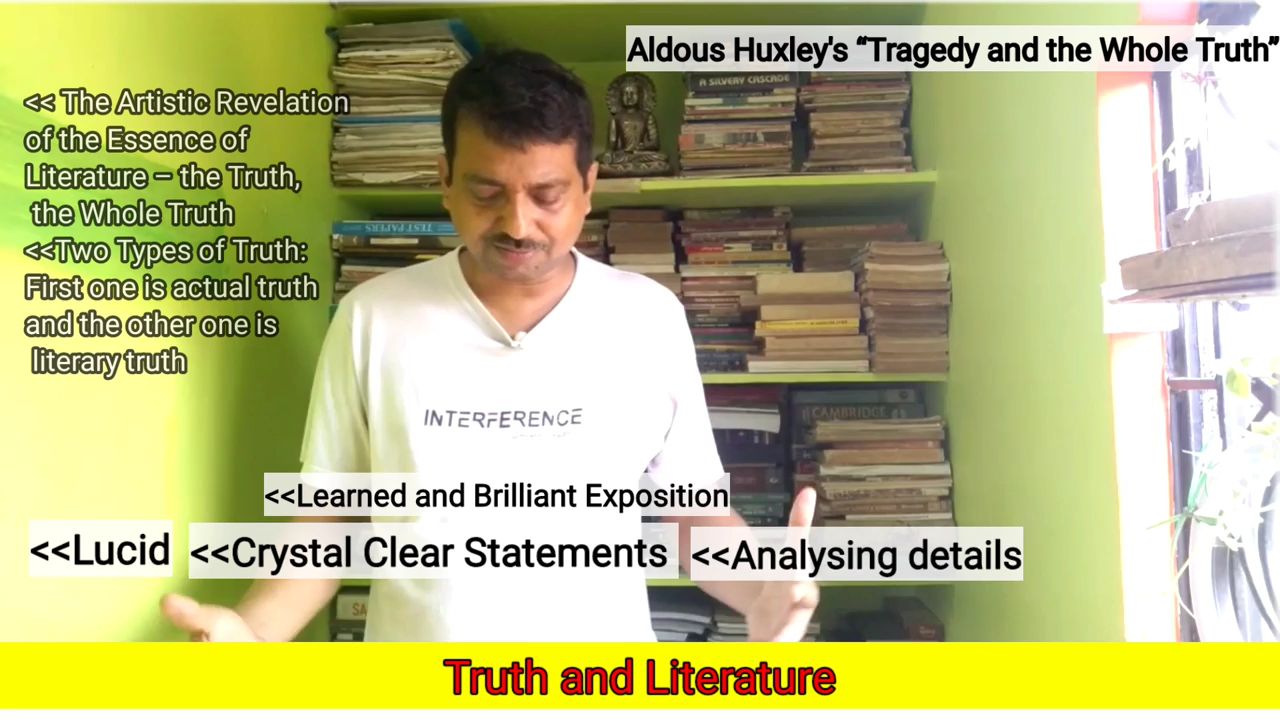 Aldous Huxley's “Tragedy and the Whole Truth”
<< The Artistic Revelation
of the Essence of
Literature – the Truth,
the Whole Truth
<<Two Types of Truth:
First one is actual truth
and the other one is
literary truth
A SILVERY CASCADE
TEST PAPERS
CAMBRIDGE
INTERFERENCE
<<Learned and Brilliant Exposition
<<Lucid
<<Crystal Clear Statements
<<Analysing details
SA
Truth and Literature